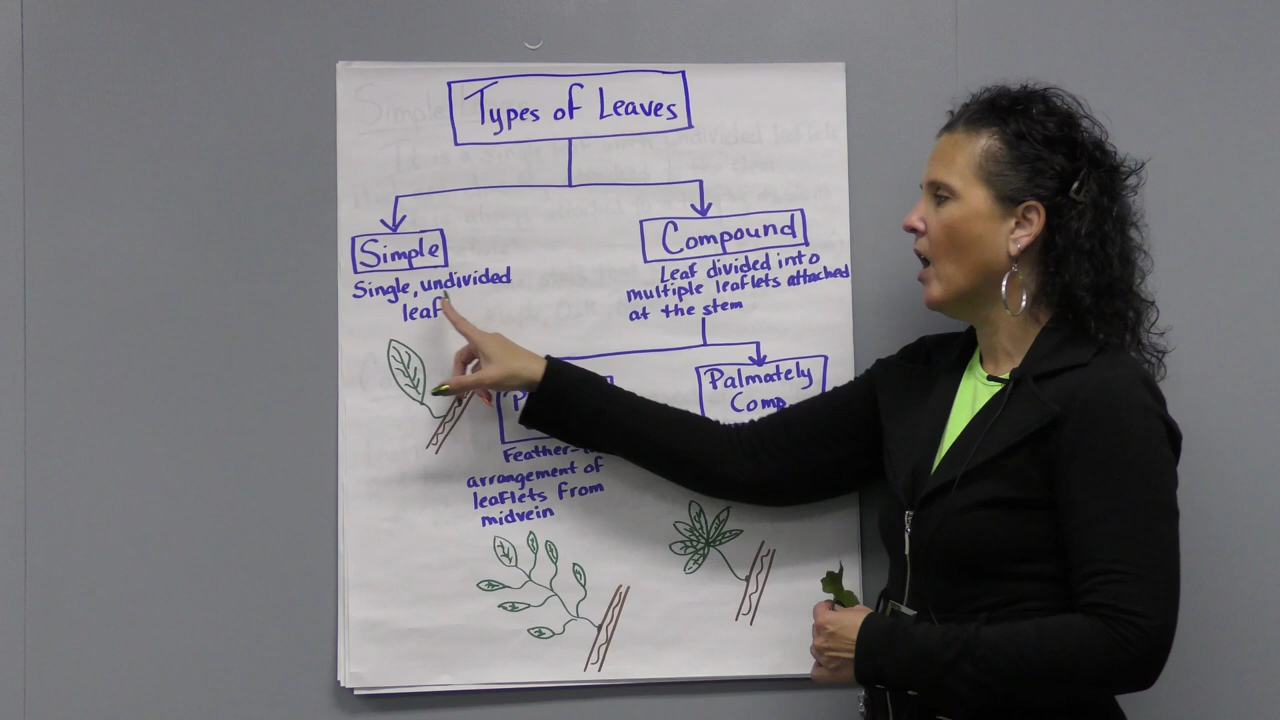 Types of Leaves
Simple
Single, undivided
leaf
Compound
Leaf divided into
multiple leaflets attached
at the stem
Palmately
Comp.
arrangement of
leaflets from
midvein